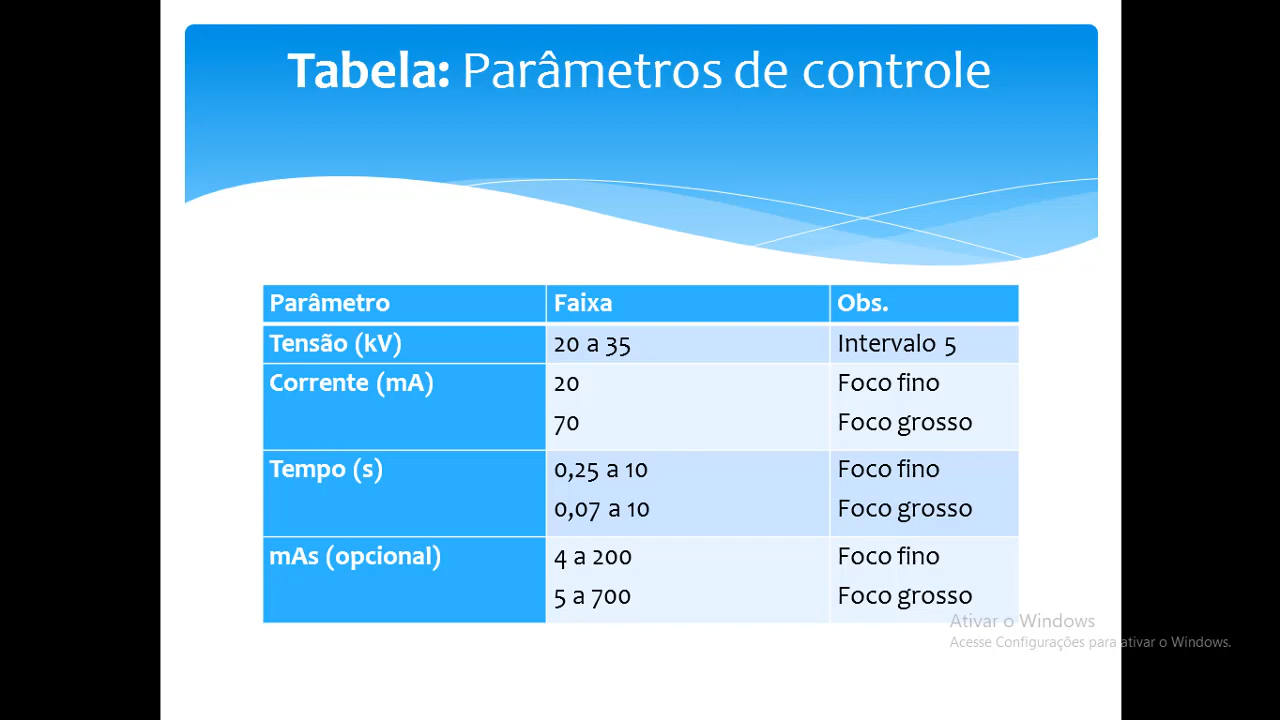 Tabela: Parâmetros de controle
Parâmetro Faixa Obs.
Tensão (kV) 20 a 35 Intervalo 5
Corrente (mA) 20 Foco fino
70 Foco grosso
Tempo (s) 0,25 a 10 Foco fino
0,07 a 10 Foco grosso
mAs (opcional) 4 a 200 Foco fino
5 a 700 Foco grosso
Ativar o Windows
Acesse Configurações para ativar o Windows.